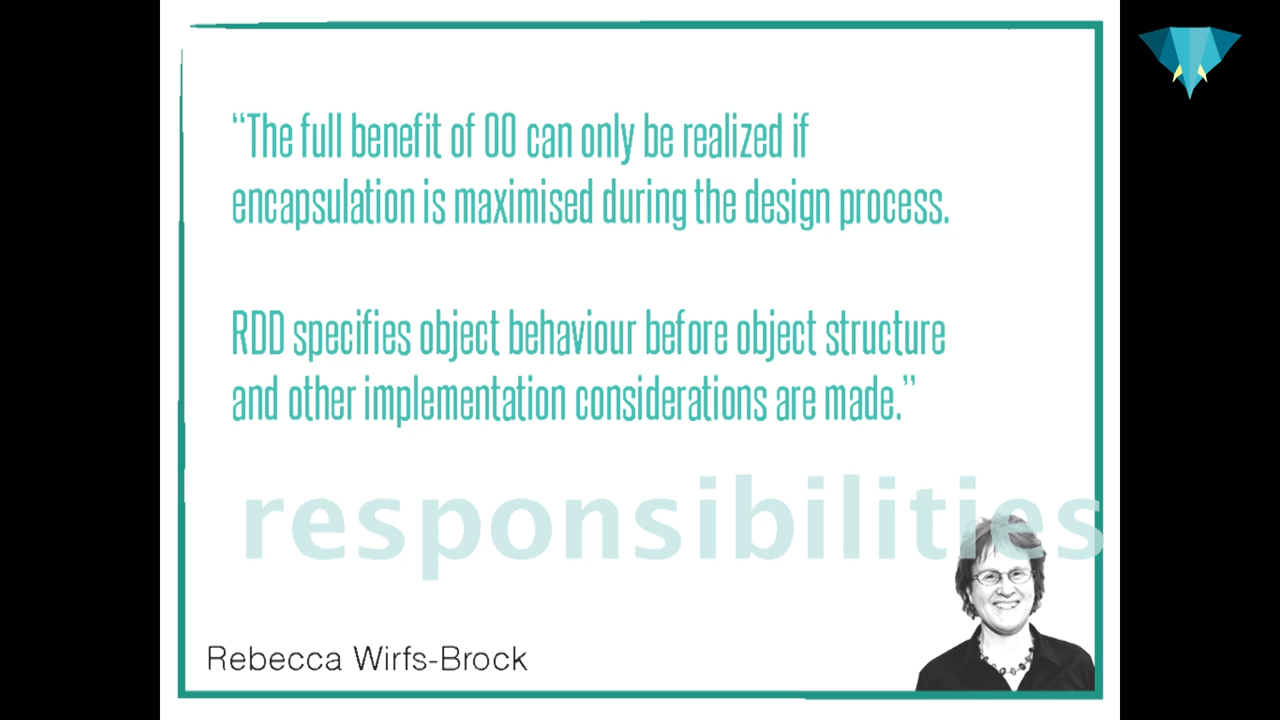 “The full benefit of OO can only be realized if
encapsulation is maximised during the design process.
RDD specifies object behaviour before object structure
and other implementation considerations are made.”
responsibilities
Rebecca Wirfs-Brock